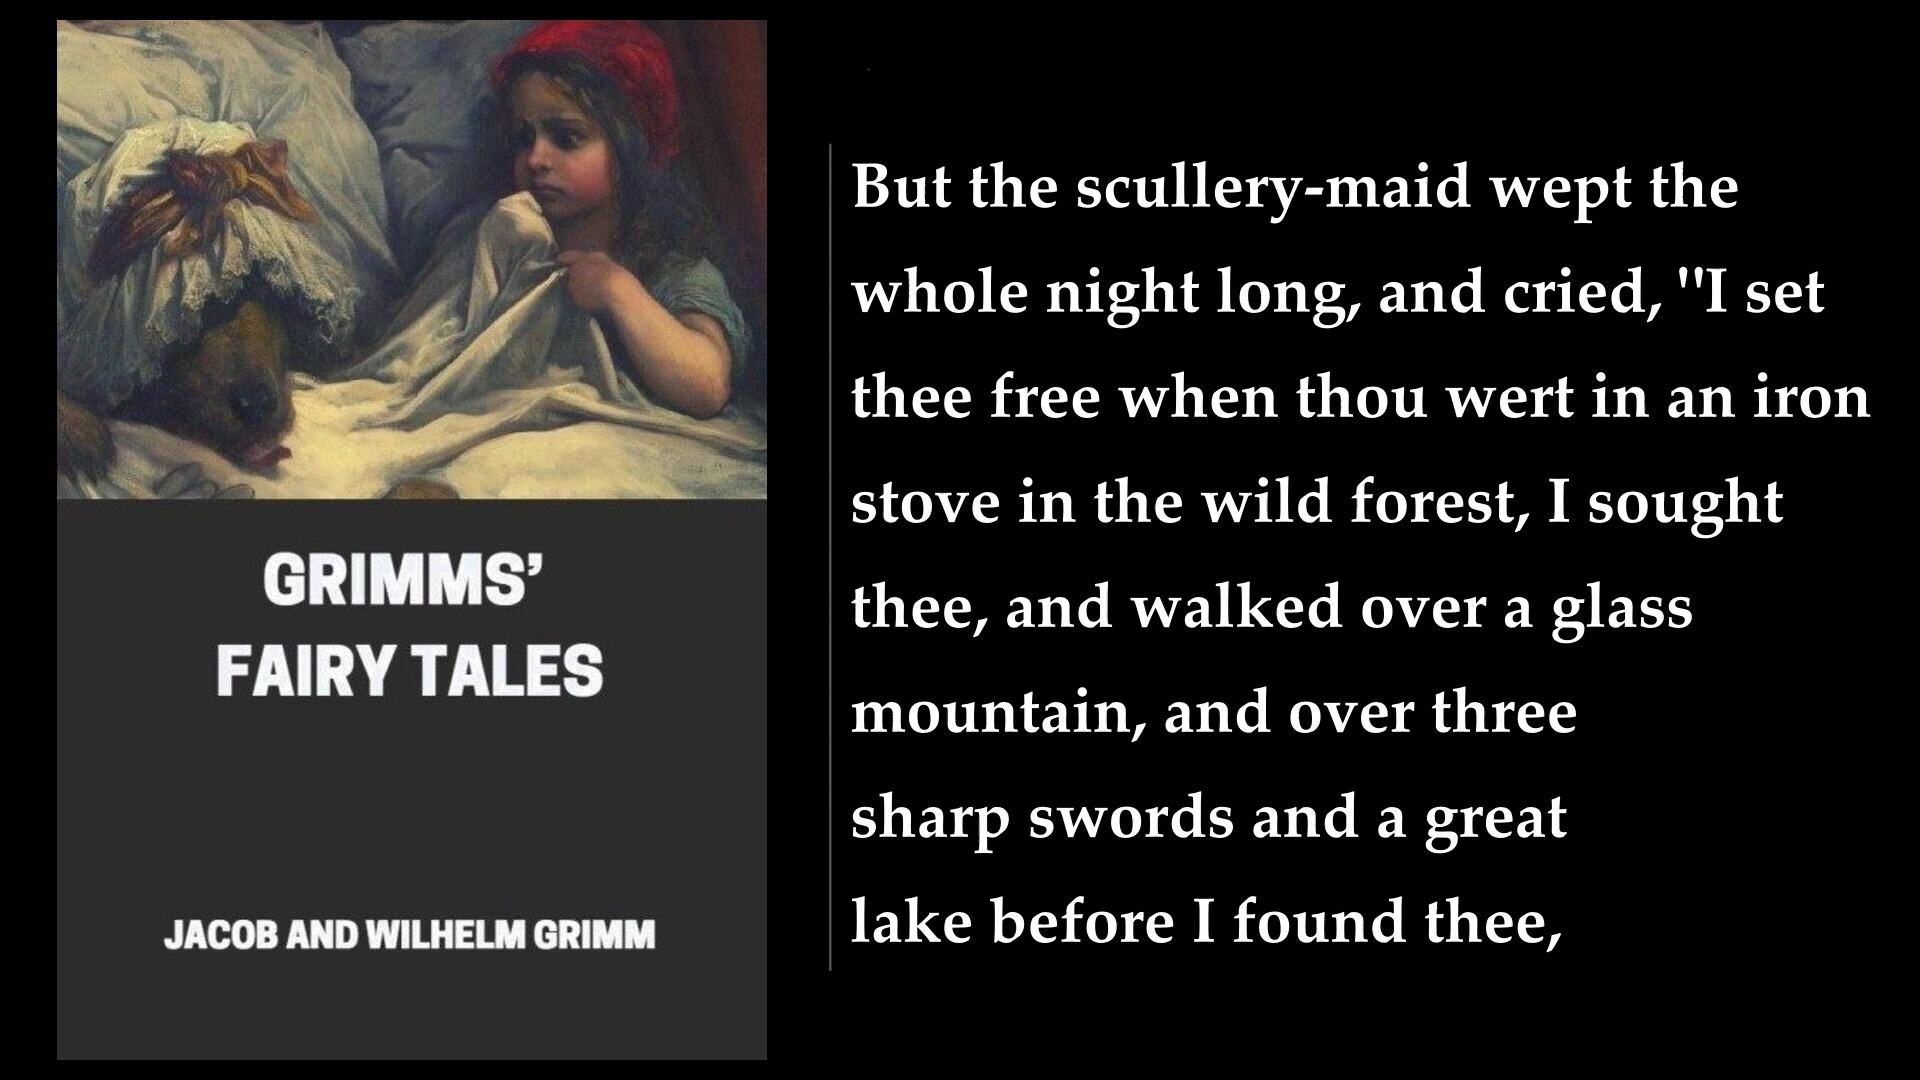 GRIMMS’
FAIRY TALES
JACOB AND WILHELM GRIMM
But the scullery-maid wept the
whole night long, and cried, "I set
thee free when thou wert in an iron
stove in the wild forest, I sought
thee, and walked over a glass
mountain, and over three
sharp swords and a great
lake before I found thee,